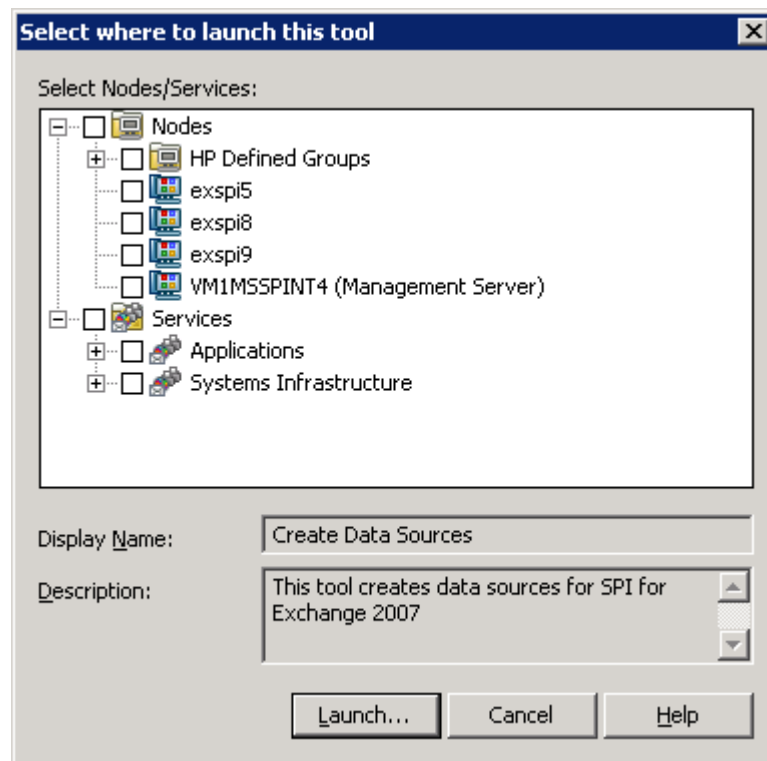 Select where to launch this tool
Select Nodes/Services:
Nodes
HP Defined Groups
exspi5
exspi8
exspi9
VM1MSSPINT4 (Management Server)
Services
Applications
Systems Infrastructure
Display Name:
Create Data Sources
Description:
This tool creates data sources for SPI for
Exchange 2007
Launch...
Cancel
Help